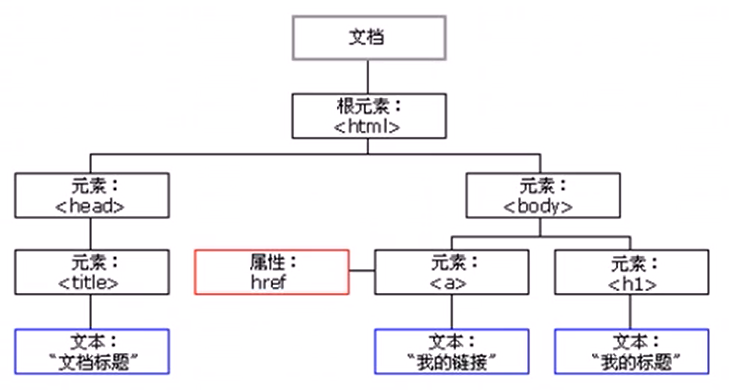 文档
根元素：
<html>
元素：
<head>
元素：
<body>
元素：
<title>
属性：
href
元素：
<a>
元素：
<h1>
文本：
“文档标题”
文本：
“我的链接”
文本：
“我的标题”